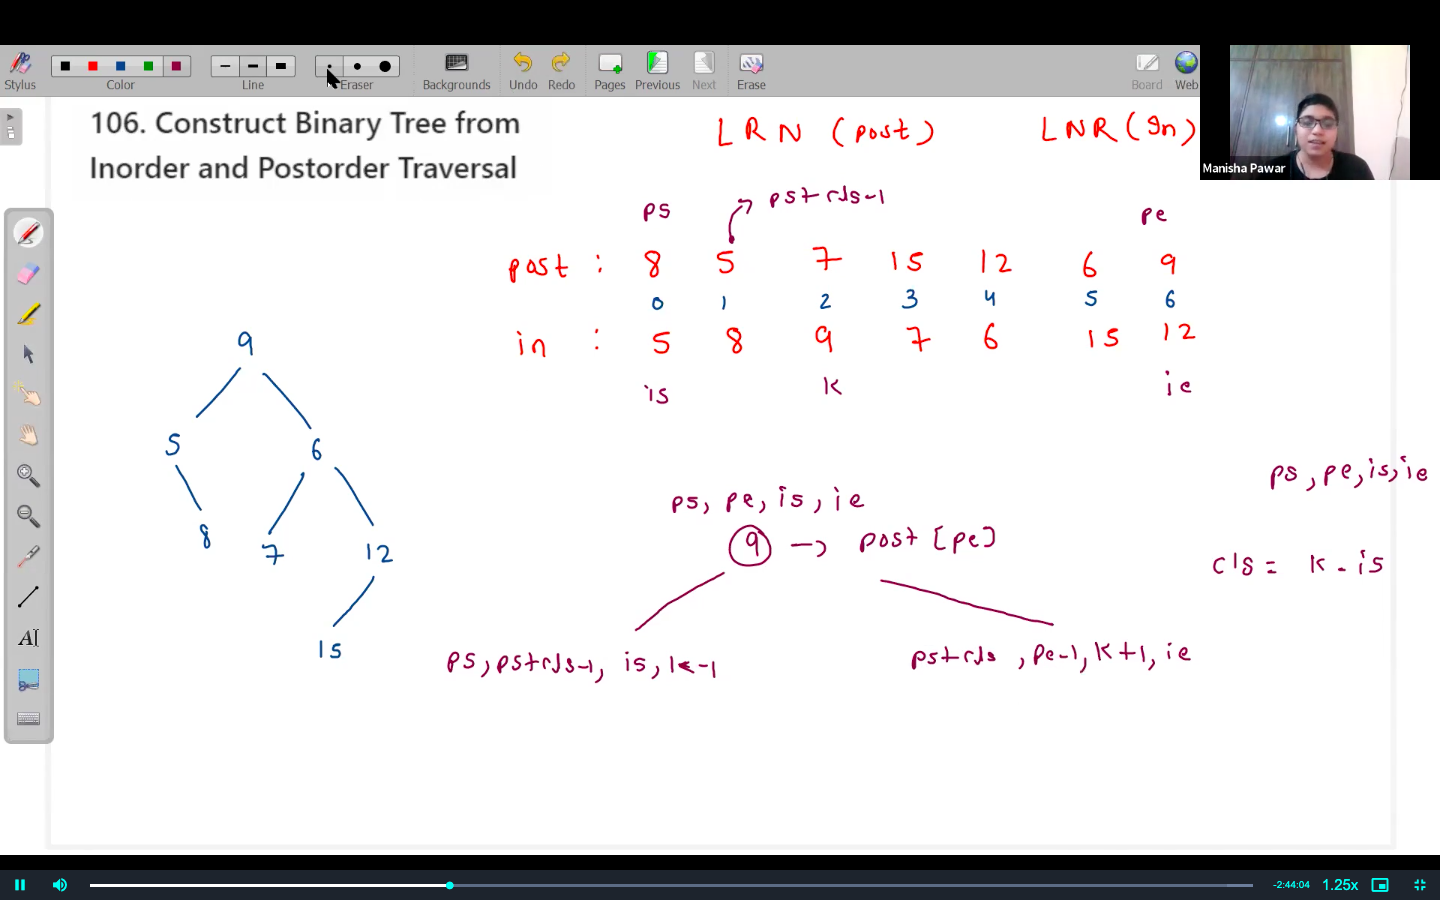 Stylus Color Line Eraser Backgrounds Undo Redo Pages Previous Next Erase Board Web
106. Construct Binary Tree from
Inorder and Postorder Traversal
LRN (post) LNR (In)
Manisha Pawar
ps ps+cls-1 pe
post : 8 5 7 15 12 6 9
0 1 2 3 4 5 6
in : 5 8 9 7 6 15 12
is k ie
9
5 6
8 7 12
15
ps, pe, is, ie
9 → post [pe]
ps, ps+cls-1, is, k-1
ps+cls, pe-1, k+1, ie
ps, pe, is, ie
cls = k - is
AI
-2:44:04 1.25x